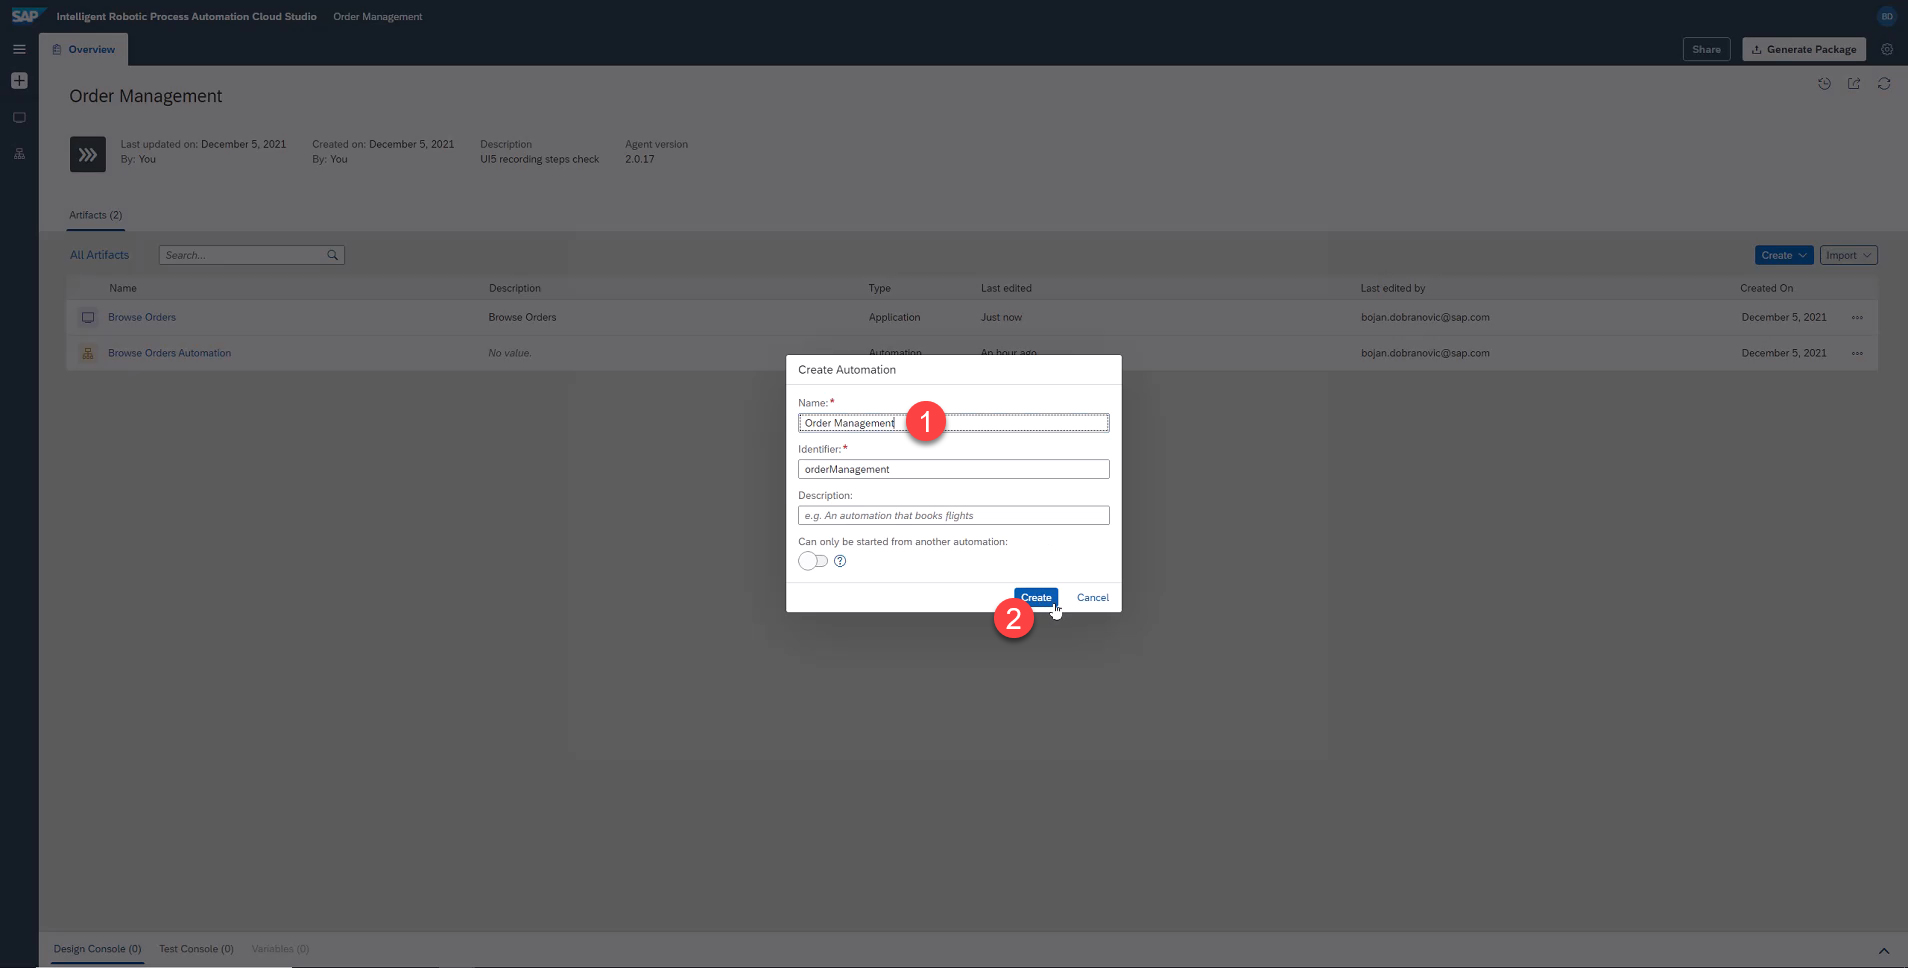 SAP Intelligent Robotic Process Automation Cloud Studio Order Management BD
Overview Share Generate Package
Order Management
Last updated on: December 5, 2021 Created on: December 5, 2021 Description Agent version
By: You By: You UI5 recording steps check 2.0.17
Artifacts (2)
All Artifacts Search... Create Import
Name Description Type Last edited Last edited by Created On
Browse Orders Browse Orders Application Just now bojan.dobranovic@sap.com December 5, 2021
Browse Orders Automation No value. Automation An hour ago bojan.dobranovic@sap.com December 5, 2021
Create Automation
Name: *
Order Management 1
Identifier: *
orderManagement
Description:
e.g. An automation that books flights
Can only be started from another automation:
?
Create Cancel
2
Design Console (0) Test Console (0) Variables (0)